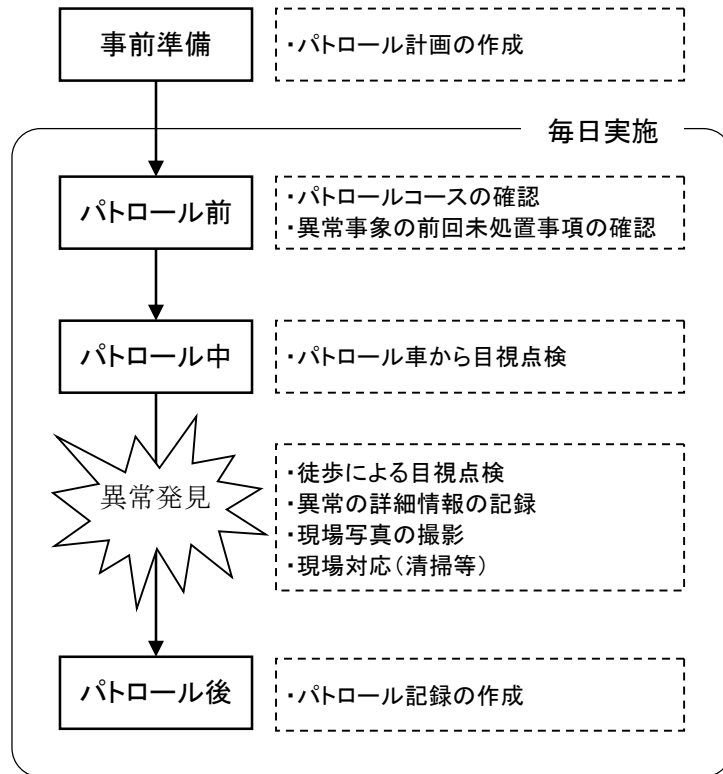 事前準備
・パトロール計画の作成
毎日実施
パトロール前
・パトロールコースの確認
・異常事象の前回未処置事項の確認
パトロール中
・パトロール車から目視点検
異常発見
・徒歩による目視点検
・異常の詳細情報の記録
・現場写真の撮影
・現場対応(清掃等)
パトロール後
・パトロール記録の作成